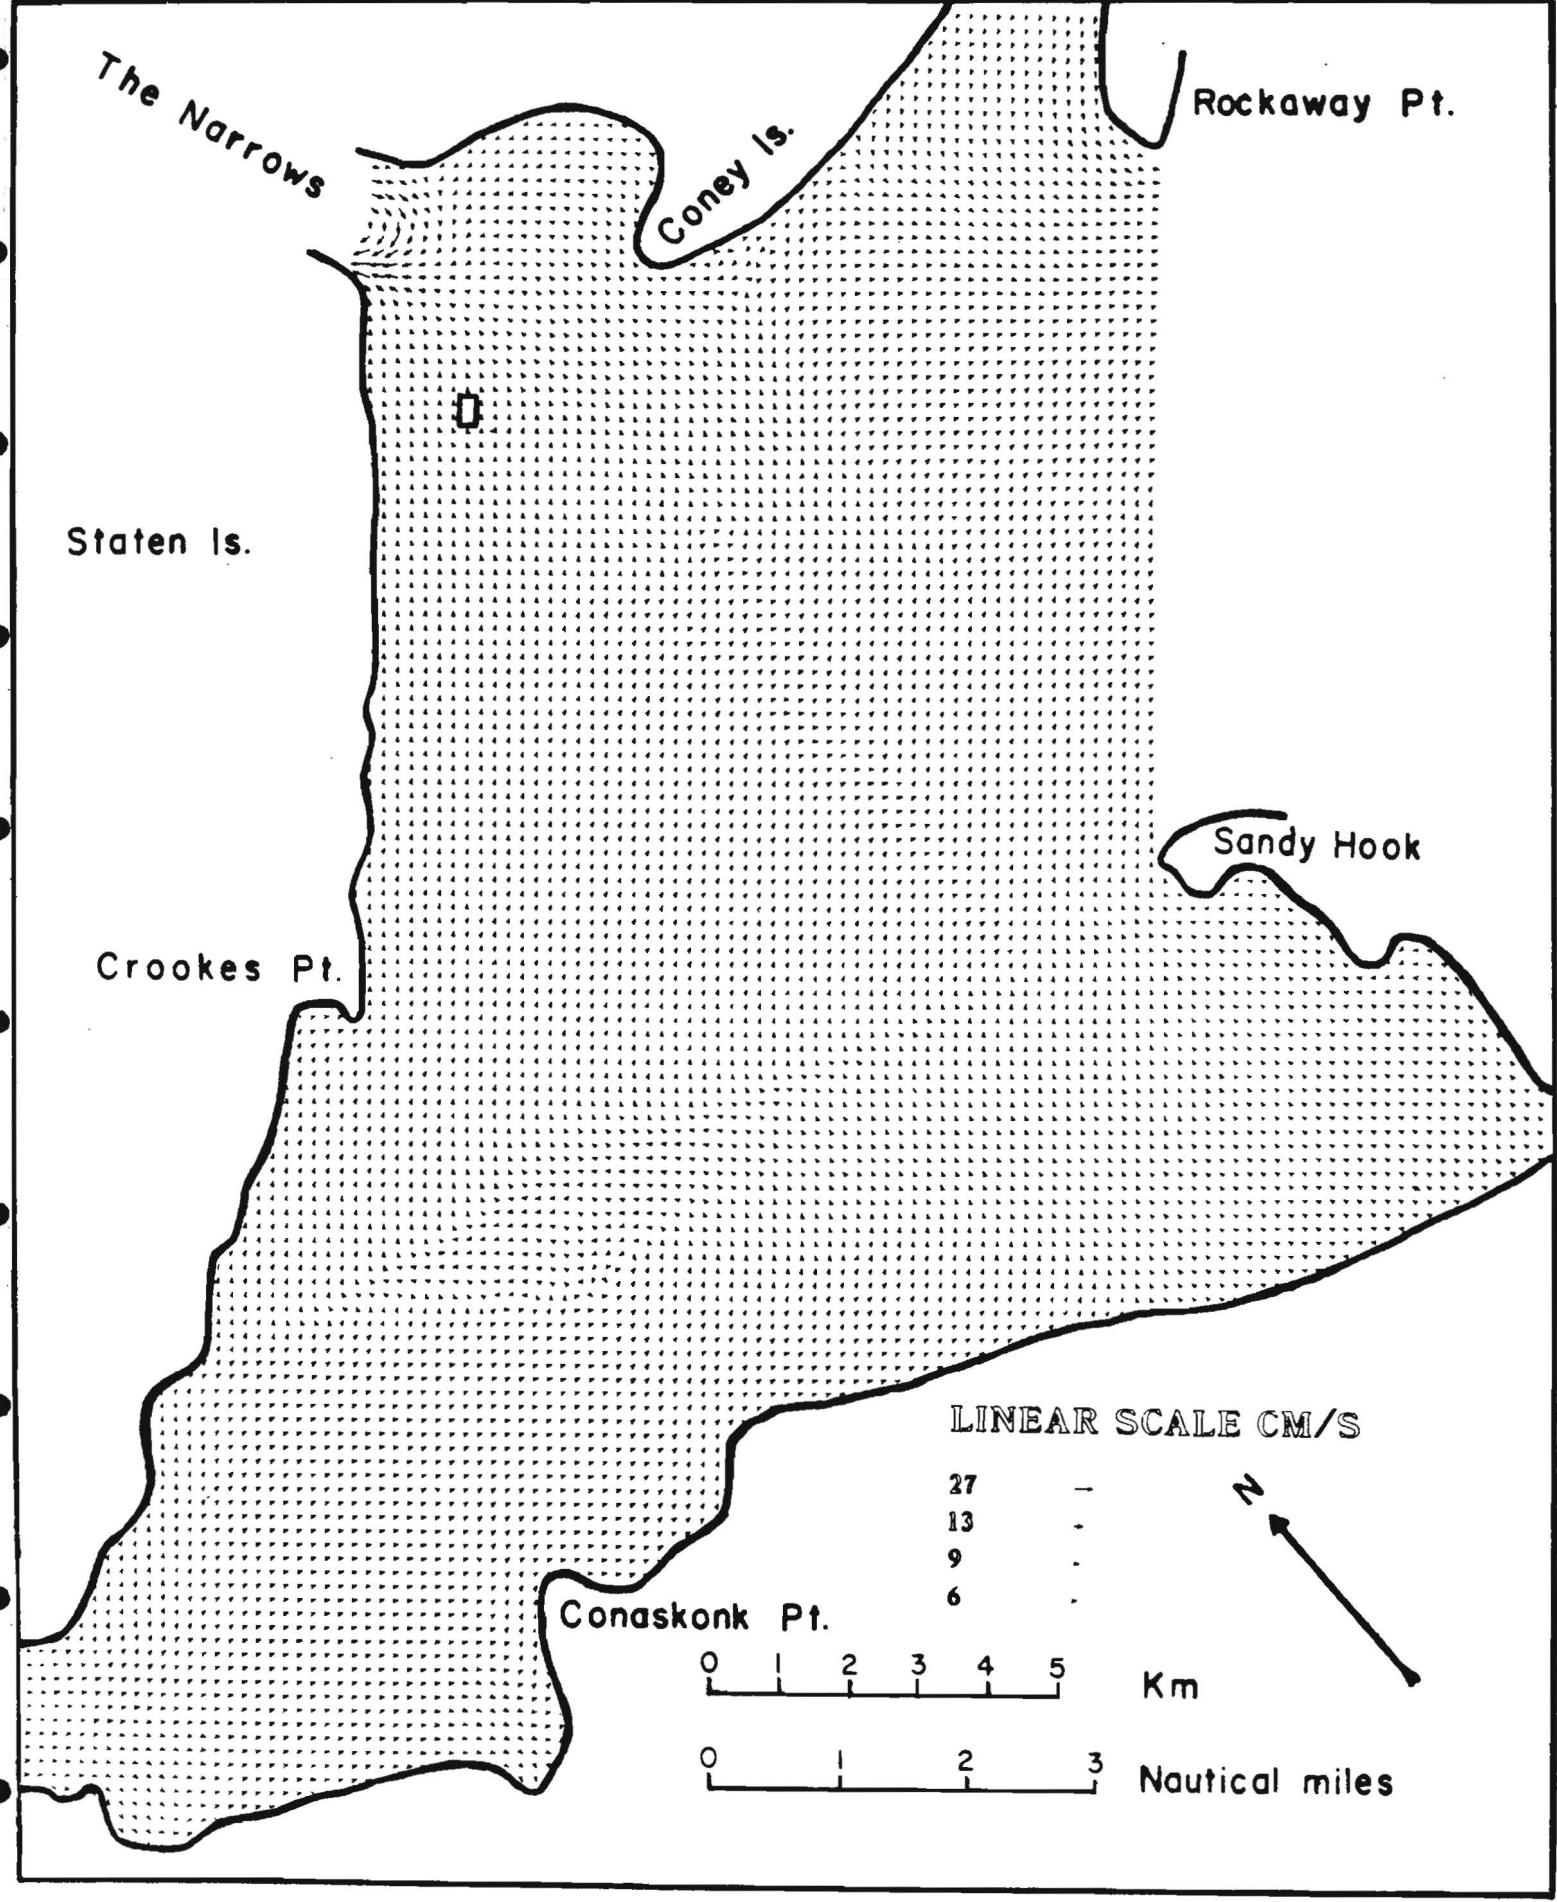 The Narrows
Rockaway Pt.
Coney Is.
Staten Is.
Sandy Hook
Crookes Pt.
LINEAR SCALE CM/S
27
13
9
6
N
Conaskonk Pt.
0 1 2 3 4 5
Km
0 1 2 3
Nautical miles